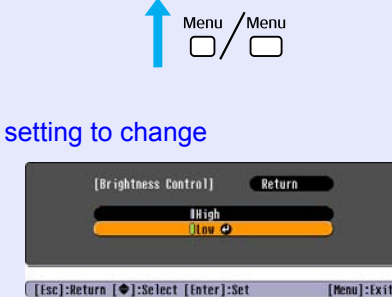 Menu / Menu
setting to change
[Brightness Control] Return
High
Low
[Esc]:Return [◆]:Select [Enter]:Set [Menu]:Exit